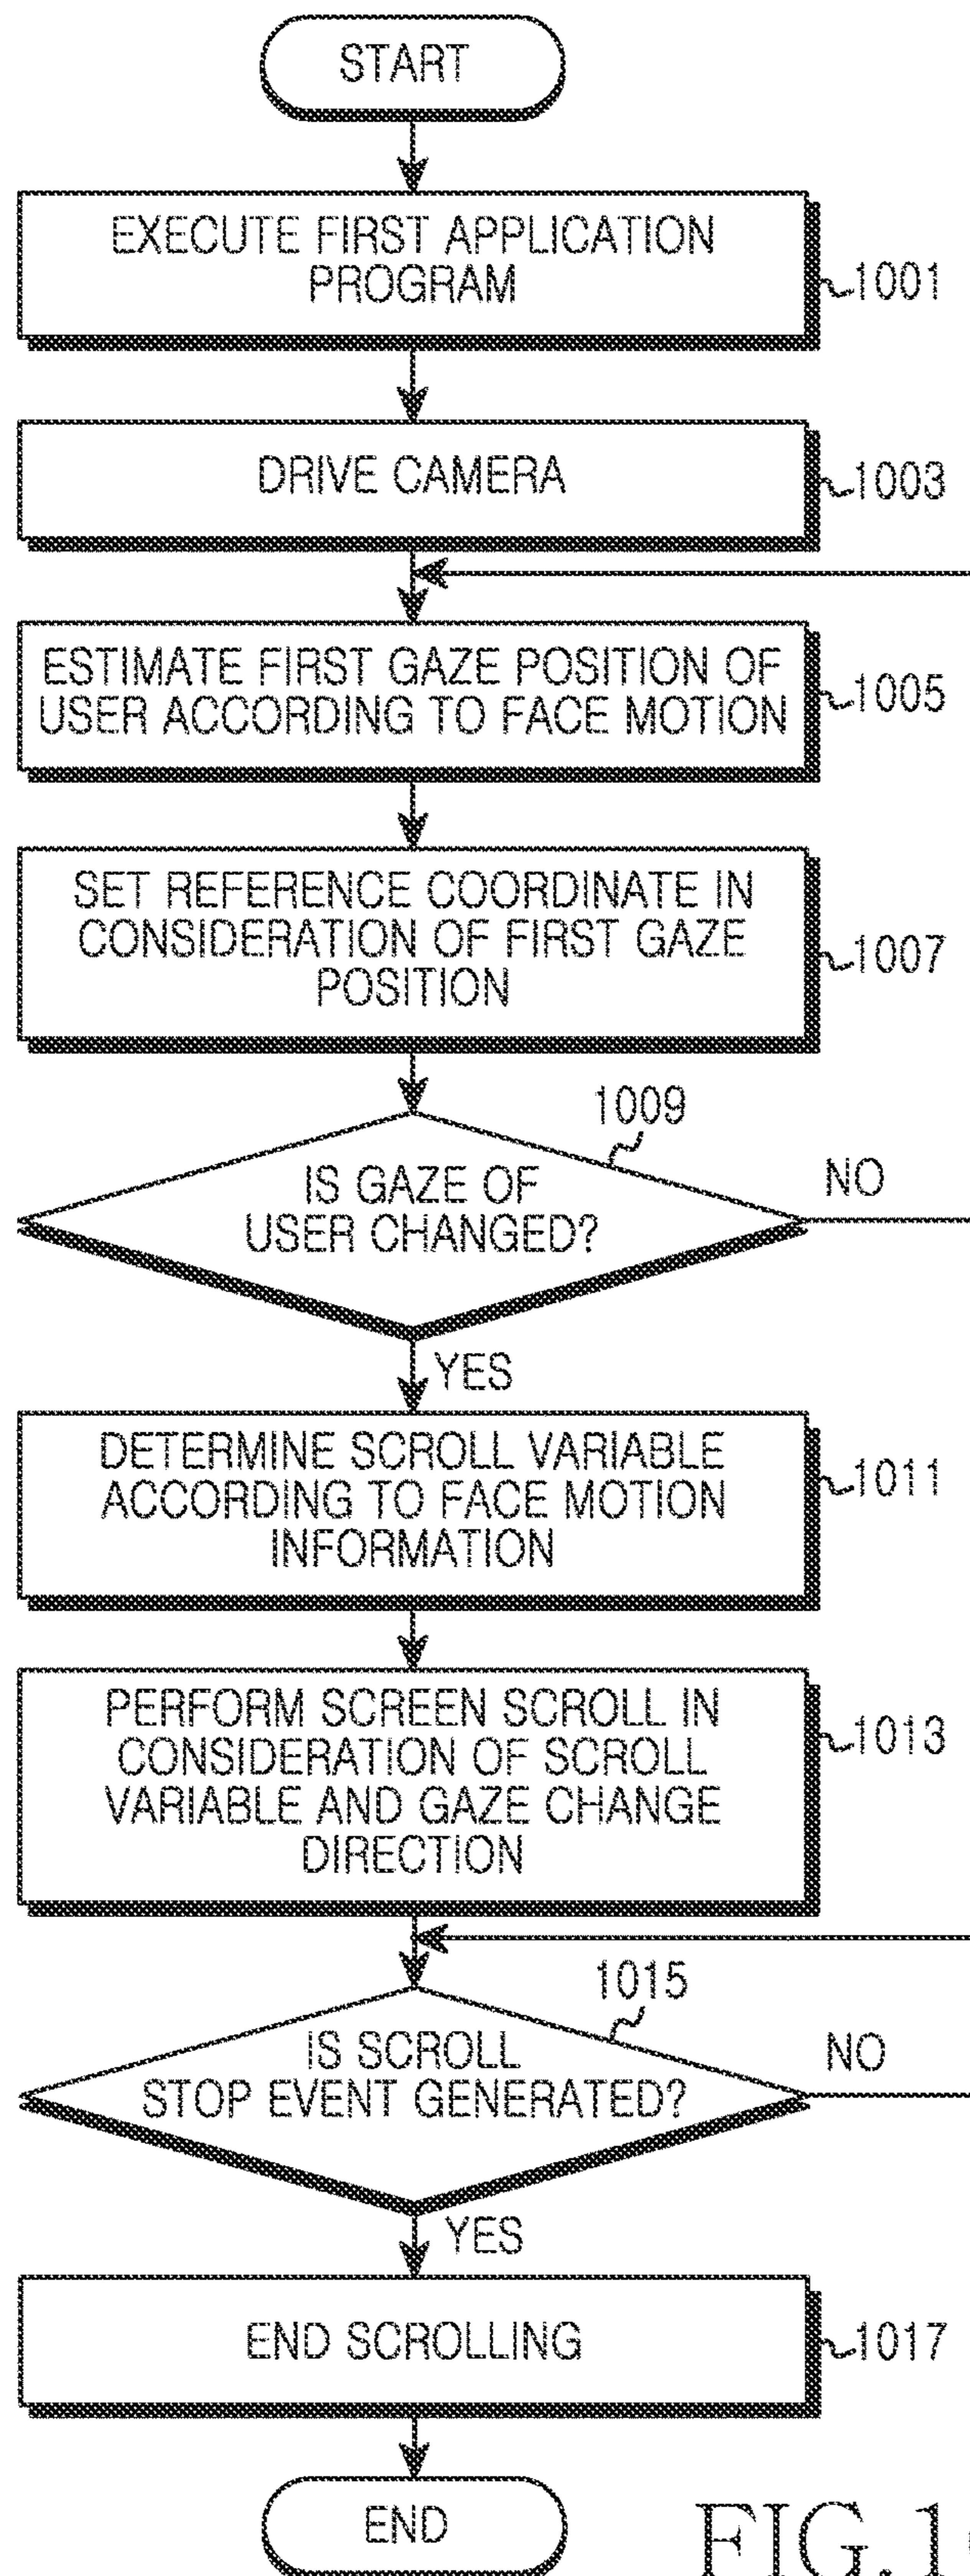 START
EXECUTE FIRST APPLICATION
PROGRAM
1001
DRIVE CAMERA
1003
ESTIMATE FIRST GAZE POSITION OF
USER ACCORDING TO FACE MOTION
1005
SET REFERENCE COORDINATE IN
CONSIDERATION OF FIRST GAZE
POSITION
1007
1009
IS GAZE OF
USER CHANGED?
NO
YES
DETERMINE SCROLL VARIABLE
ACCORDING TO FACE MOTION
INFORMATION
1011
PERFORM SCREEN SCROLL IN
CONSIDERATION OF SCROLL
VARIABLE AND GAZE CHANGE
DIRECTION
1013
1015
IS SCROLL
STOP EVENT GENERATED?
NO
YES
END SCROLLING
1017
END